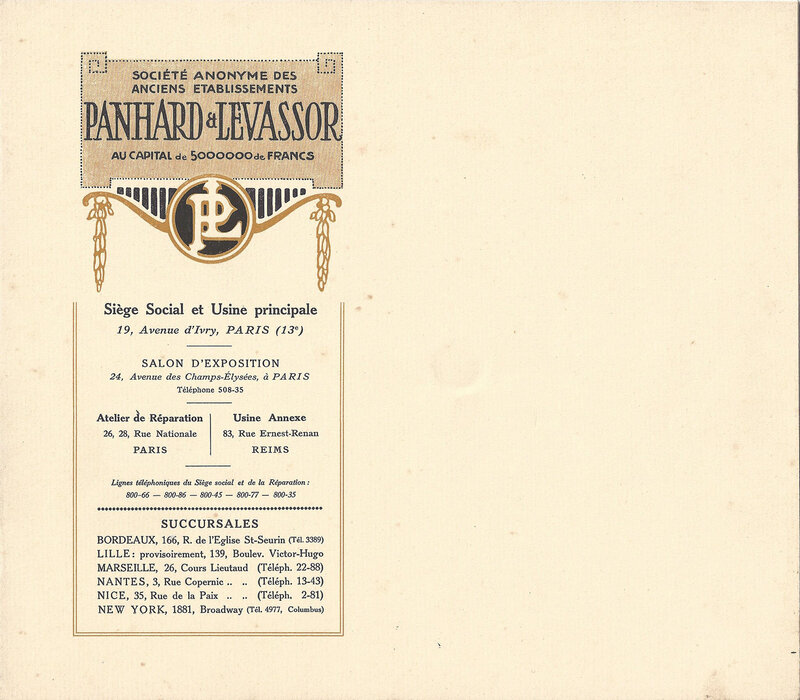 SOCIÉTÉ ANONYME DES
ANCIENS ETABLISSEMENTS
PANHARD & LEVASSOR
AU CAPITAL de 5000000 de FRANCS
PL
Siège Social et Usine principale
19, Avenue d'Ivry, PARIS (13e)
SALON D'EXPOSITION
24, Avenue des Champs-Élysées, à PARIS
Téléphone 508-35
Atelier de Réparation
26, 28, Rue Nationale
PARIS
Usine Annexe
83, Rue Ernest-Renan
REIMS
Lignes téléphoniques du Siège social et de la Réparation :
800-66 — 800-86 — 800-45 — 800-77 — 800-35
SUCCURSALES
BORDEAUX, 166, R. de l'Eglise St-Seurin (Tél. 3389)
LILLE : provisoirement, 139, Boulev. Victor-Hugo
MARSEILLE, 26, Cours Lieutaud (Téléph. 22-88)
NANTES, 3, Rue Copernic .. .. (Téléph. 13-43)
NICE, 35, Rue de la Paix .. .. (Téléph. 2-81)
NEW YORK, 1881, Broadway (Tél. 4977, Columbus)